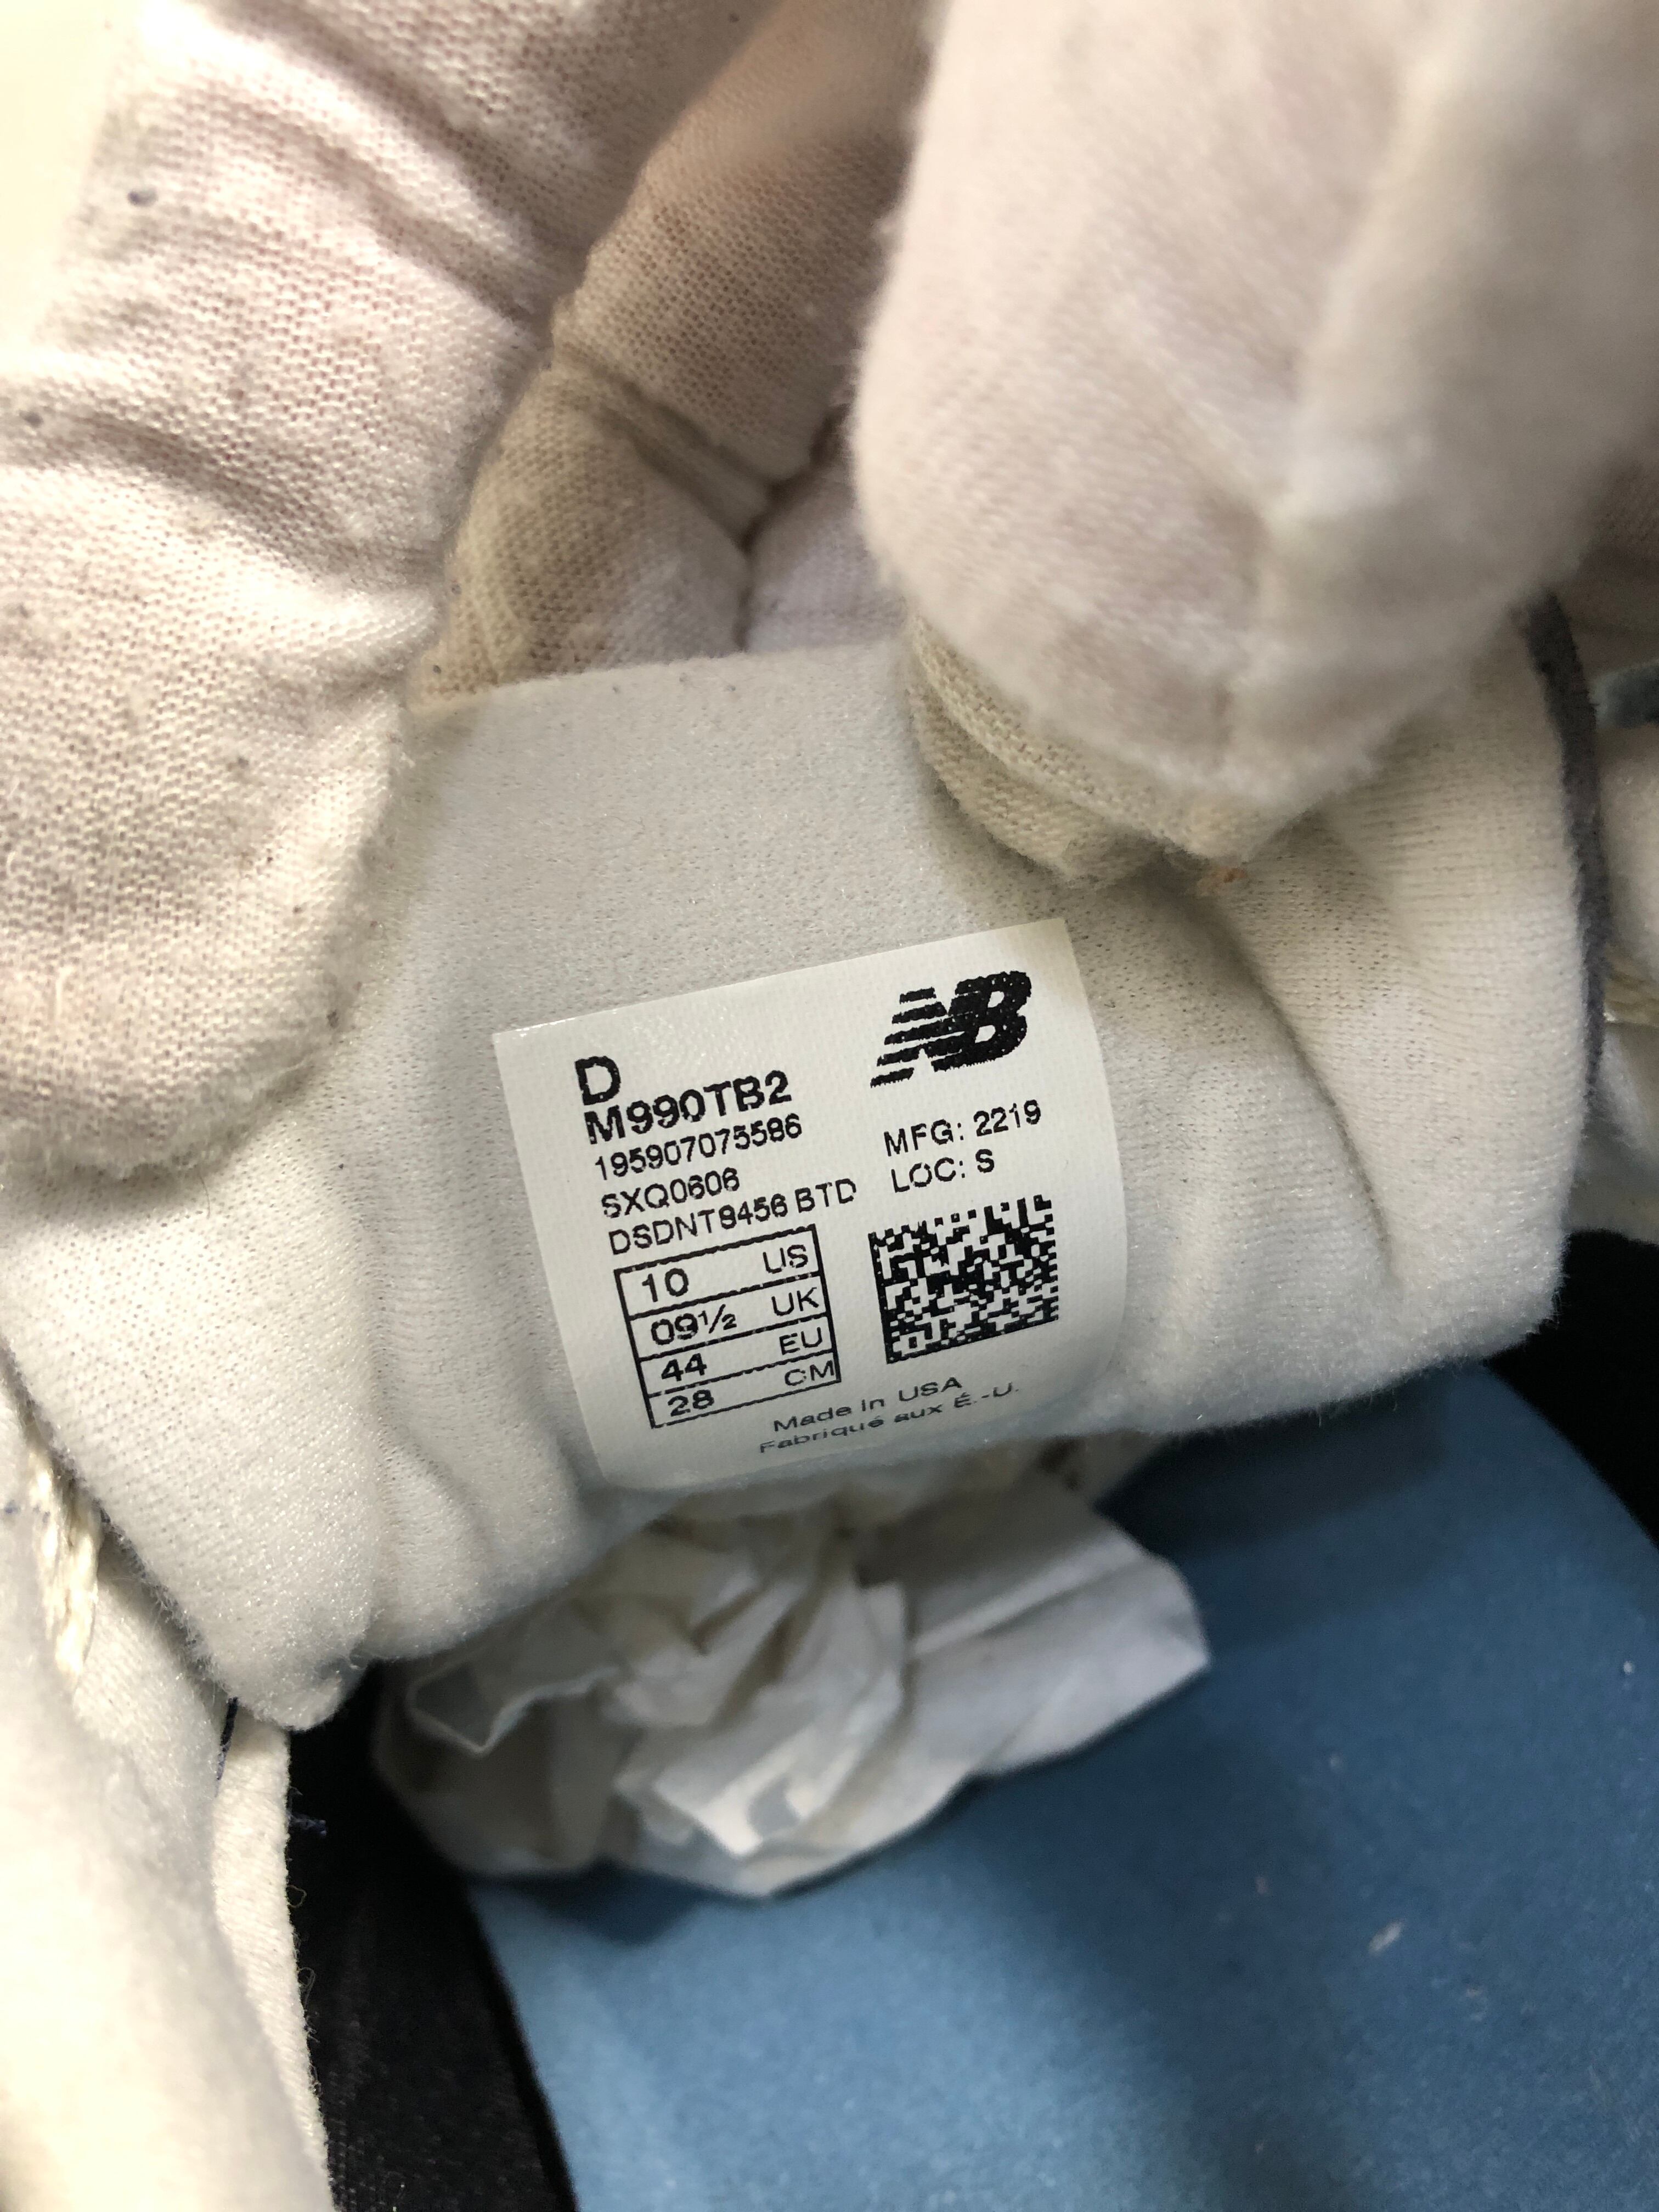 NB
D
M990TB2
195907075586
SXQ0606
DSDNT8456 BTD
MFG: 2219
LOC: S
10 US
09½ UK
44 EU
28 CM
Made in USA
Fabriqué aux É.-U.